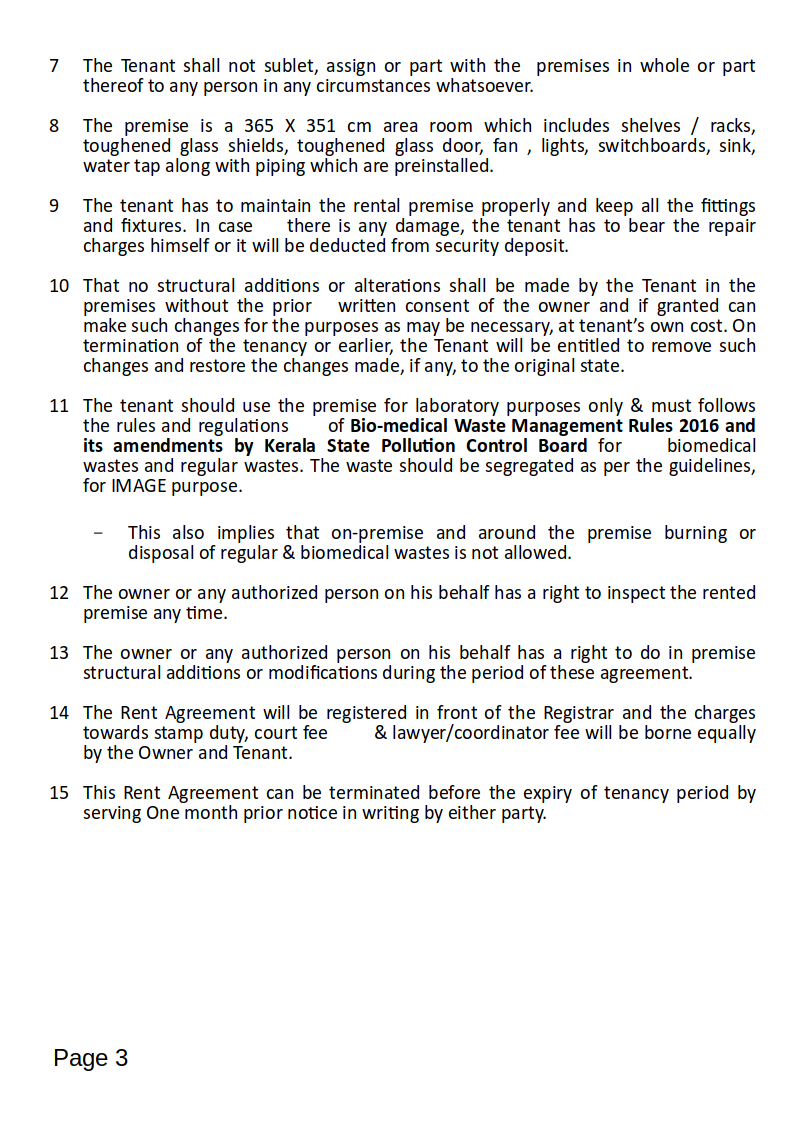 7 The Tenant shall not sublet, assign or part with the premises in whole or part
thereof to any person in any circumstances whatsoever.
8 The premise is a 365 X 351 cm area room which includes shelves / racks,
toughened glass shields, toughened glass door, fan , lights, switchboards, sink,
water tap along with piping which are preinstalled.
9 The tenant has to maintain the rental premise properly and keep all the fittings
and fixtures. In case there is any damage, the tenant has to bear the repair
charges himself or it will be deducted from security deposit.
10 That no structural additions or alterations shall be made by the Tenant in the
premises without the prior written consent of the owner and if granted can
make such changes for the purposes as may be necessary, at tenant’s own cost. On
termination of the tenancy or earlier, the Tenant will be entitled to remove such
changes and restore the changes made, if any, to the original state.
11 The tenant should use the premise for laboratory purposes only & must follows
the rules and regulations of Bio-medical Waste Management Rules 2016 and
its amendments by Kerala State Pollution Control Board for biomedical
wastes and regular wastes. The waste should be segregated as per the guidelines,
for IMAGE purpose.
– This also implies that on-premise and around the premise burning or
disposal of regular & biomedical wastes is not allowed.
12 The owner or any authorized person on his behalf has a right to inspect the rented
premise any time.
13 The owner or any authorized person on his behalf has a right to do in premise
structural additions or modifications during the period of these agreement.
14 The Rent Agreement will be registered in front of the Registrar and the charges
towards stamp duty, court fee & lawyer/coordinator fee will be borne equally
by the Owner and Tenant.
15 This Rent Agreement can be terminated before the expiry of tenancy period by
serving One month prior notice in writing by either party.
Page 3